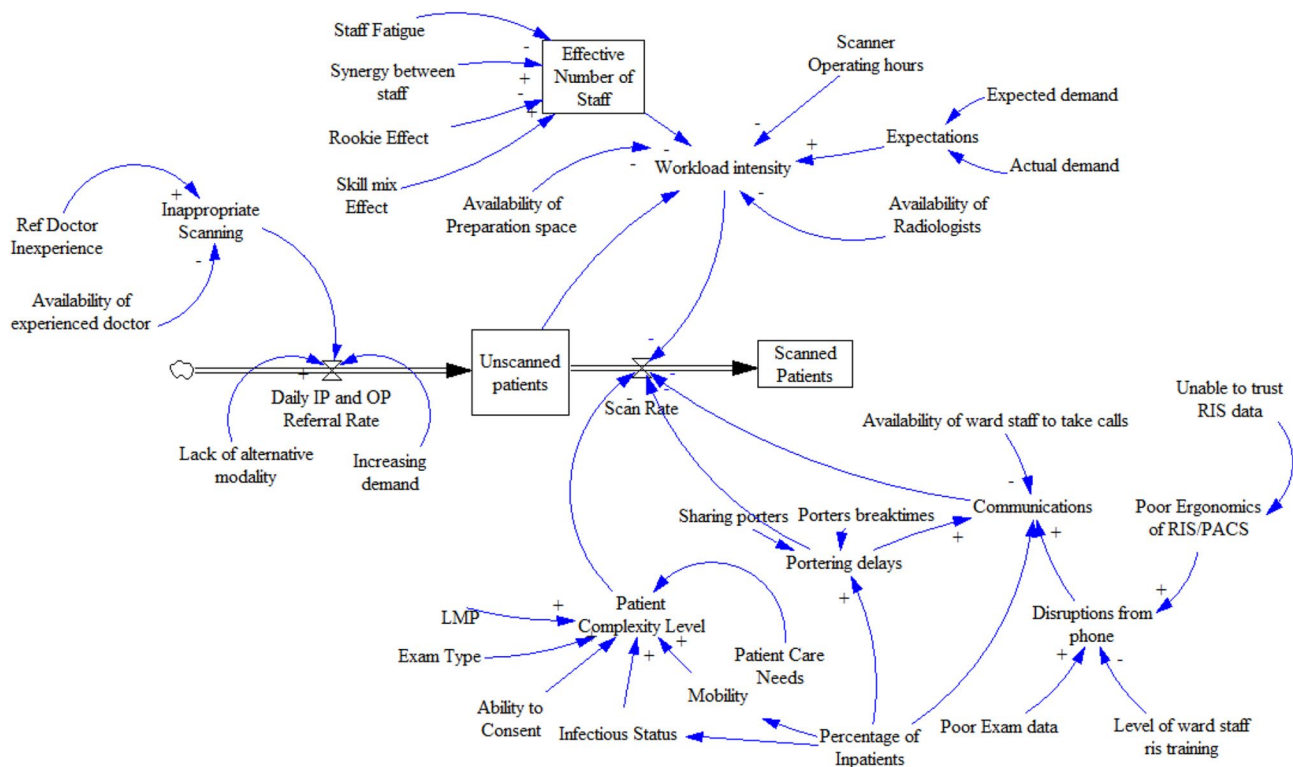 Staff Fatigue
Effective
Number of
Staff
Scanner
Operating hours
Synergy between
staff
Expected demand
Rookie Effect
Expectations
Workload intensity
Actual demand
Skill mix
Effect
Availability of
Preparation space
Availability of
Radiologists
Ref Doctor
Inexperience
Inappropriate
Scanning
Availability of
experienced doctor
Unscanned
patients
Scanned
Patients
Daily IP and OP
Referral Rate
Scan Rate
Unable to trust
RIS data
Lack of alternative
modality
Increasing
demand
Availability of ward staff to take calls
Communications
Sharing porters
Porters breaktimes
Poor Ergonomics
of RIS/PACS
Portering delays
LMP
Patient
Complexity Level
Disruptions from
phone
Exam Type
Patient Care
Needs
Ability to
Consent
Mobility
Infectious Status
Percentage of
Inpatients
Poor Exam data
Level of ward staff
ris training